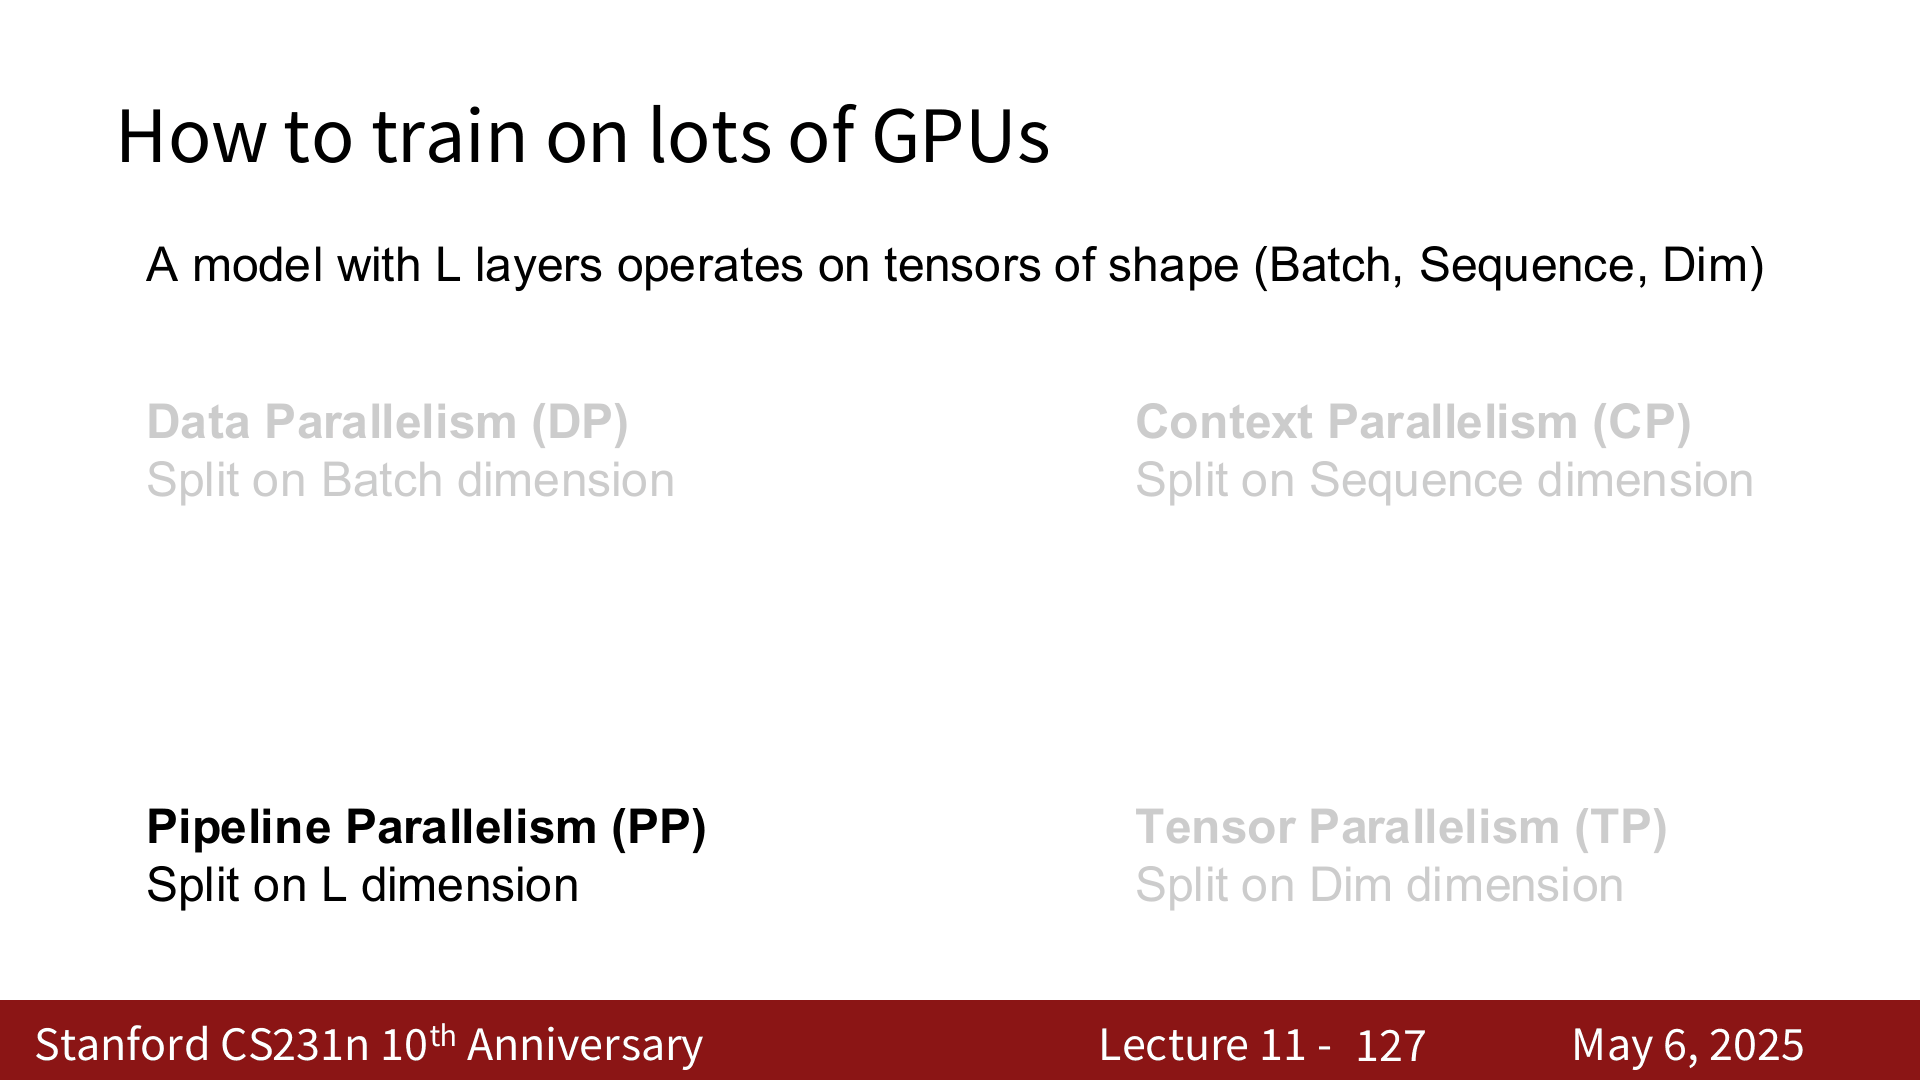 How to train on lots of GPUs
A model with L layers operates on tensors of shape (Batch, Sequence, Dim)
Data Parallelism (DP)
Split on Batch dimension
Context Parallelism (CP)
Split on Sequence dimension
Pipeline Parallelism (PP)
Split on L dimension
Tensor Parallelism (TP)
Split on Dim dimension
Stanford CS231n 10th Anniversary
Lecture 11 - 127
May 6, 2025